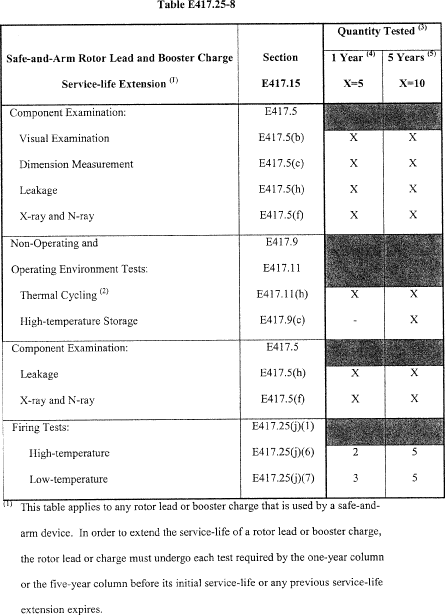 Table E417.25-8
Quantity Tested (3)
Safe-and-Arm Rotor Lead and Booster Charge Section 1 Year (4) 5 Years (5)
Service-life Extension (1) E417.15 X=5 X=10
Component Examination: E417.5
Visual Examination E417.5(b) X X
Dimension Measurement E417.5(c) X X
Leakage E417.5(h) X X
X-ray and N-ray E417.5(f) X X
Non-Operating and E417.9
Operating Environment Tests: E417.11
Thermal Cycling (2) E417.11(h) X X
High-temperature Storage E417.9(c) - X
Component Examination: E417.5
Leakage E417.5(h) X X
X-ray and N-ray E417.5(f) X X
Firing Tests: E417.25(j)(1)
High-temperature E417.25(j)(6) 2 5
Low-temperature E417.25(j)(7) 3 5
(1) This table applies to any rotor lead or booster charge that is used by a safe-and-
arm device. In order to extend the service-life of a rotor lead or booster charge,
the rotor lead or charge must undergo each test required by the one-year column
or the five-year column before its initial service-life or any previous service-life
extension expires.